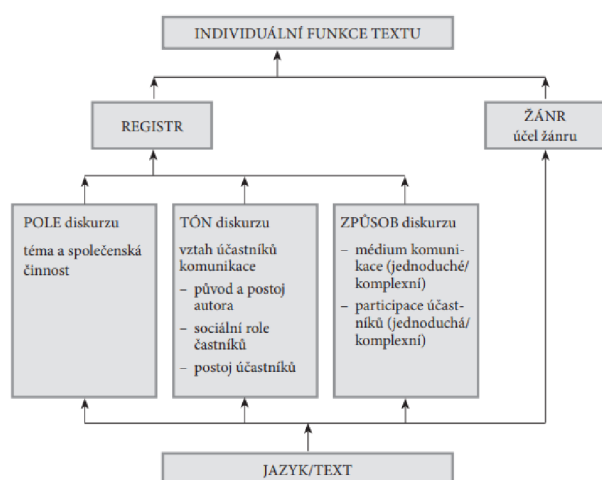 INDIVIDUÁLNÍ FUNKCE TEXTU
REGISTR
ŽÁNR
účel žánru
POLE diskurzu
téma a společenská
činnost
TÓN diskurzu
vztah účastníků
komunikace
– původ a postoj
autora
– sociální role
častníků
– postoj účastníků
ZPŮSOB diskurzu
– médium komuni-
kace (jednoduché/
komplexní)
– participace účast-
níků (jednoduchá/
komplexní)
JAZYK/TEXT